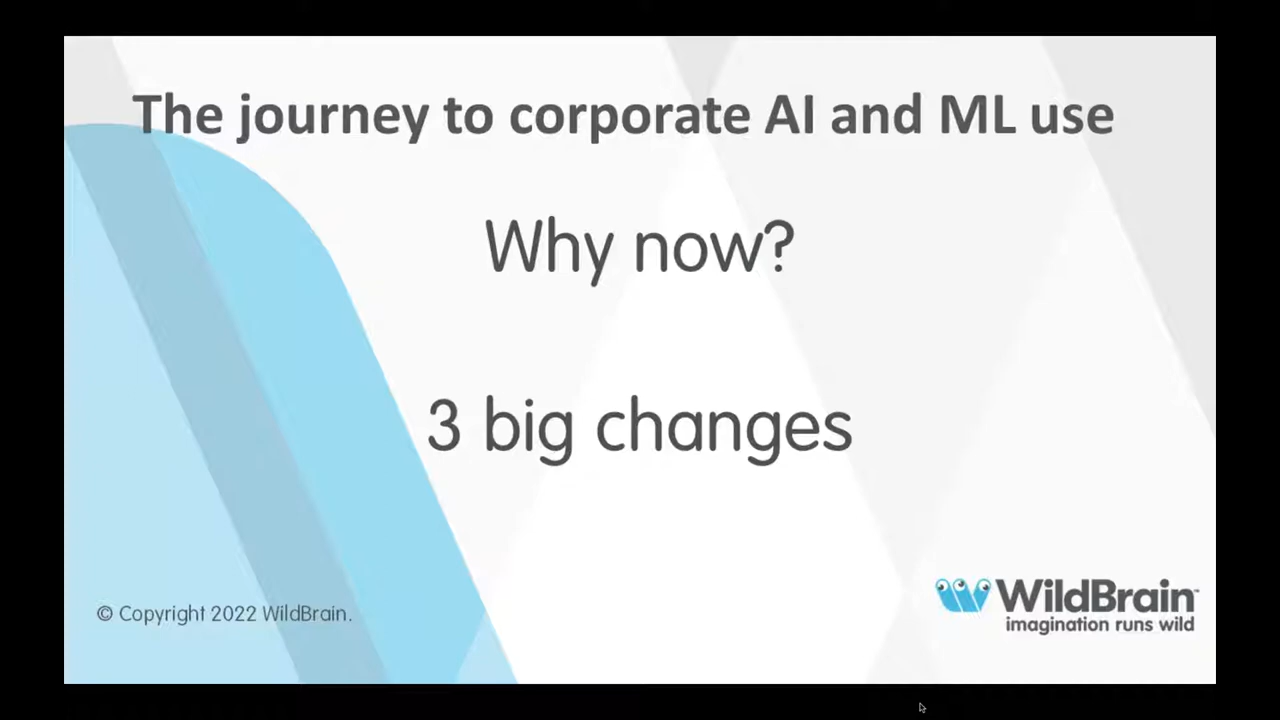 The journey to corporate AI and ML use
Why now?
3 big changes
© Copyright 2022 WildBrain.
WildBrain™
imagination runs wild